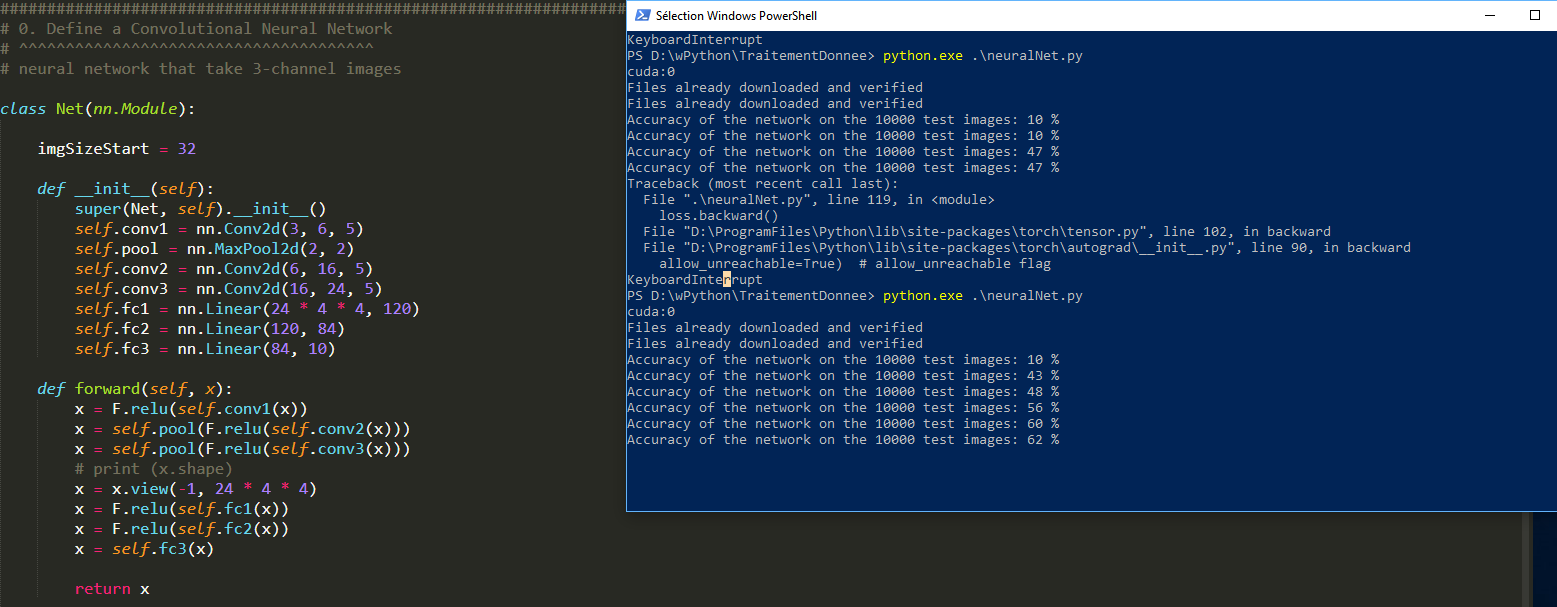 ################################################################################
# 0. Define a Convolutional Neural Network
# ^^^^^^^^^^^^^^^^^^^^^^^^^^^^^^^^^^^^^^
# neural network that take 3-channel images
class Net(nn.Module):
imgSizeStart = 32
def __init__(self):
super(Net, self).__init__()
self.conv1 = nn.Conv2d(3, 6, 5)
self.pool = nn.MaxPool2d(2, 2)
self.conv2 = nn.Conv2d(6, 16, 5)
self.conv3 = nn.Conv2d(16, 24, 5)
self.fc1 = nn.Linear(24 * 4 * 4, 120)
self.fc2 = nn.Linear(120, 84)
self.fc3 = nn.Linear(84, 10)
def forward(self, x):
x = F.relu(self.conv1(x))
x = self.pool(F.relu(self.conv2(x)))
x = self.pool(F.relu(self.conv3(x)))
# print (x.shape)
x = x.view(-1, 24 * 4 * 4)
x = F.relu(self.fc1(x))
x = F.relu(self.fc2(x))
x = self.fc3(x)
return x
Sélection Windows PowerShell
KeyboardInterrupt
PS D:\wPython\TraitementDonnee> python.exe .\neuralNet.py
cuda:0
Files already downloaded and verified
Files already downloaded and verified
Accuracy of the network on the 10000 test images: 10 %
Accuracy of the network on the 10000 test images: 10 %
Accuracy of the network on the 10000 test images: 47 %
Accuracy of the network on the 10000 test images: 47 %
Traceback (most recent call last):
File ".\neuralNet.py", line 119, in <module>
loss.backward()
File "D:\ProgramFiles\Python\lib\site-packages\torch\tensor.py", line 102, in backward
File "D:\ProgramFiles\Python\lib\site-packages\torch\autograd\__init__.py", line 90, in backward
allow_unreachable=True)  # allow_unreachable flag
KeyboardInterrupt
PS D:\wPython\TraitementDonnee> python.exe .\neuralNet.py
cuda:0
Files already downloaded and verified
Files already downloaded and verified
Accuracy of the network on the 10000 test images: 10 %
Accuracy of the network on the 10000 test images: 43 %
Accuracy of the network on the 10000 test images: 48 %
Accuracy of the network on the 10000 test images: 56 %
Accuracy of the network on the 10000 test images: 60 %
Accuracy of the network on the 10000 test images: 62 %